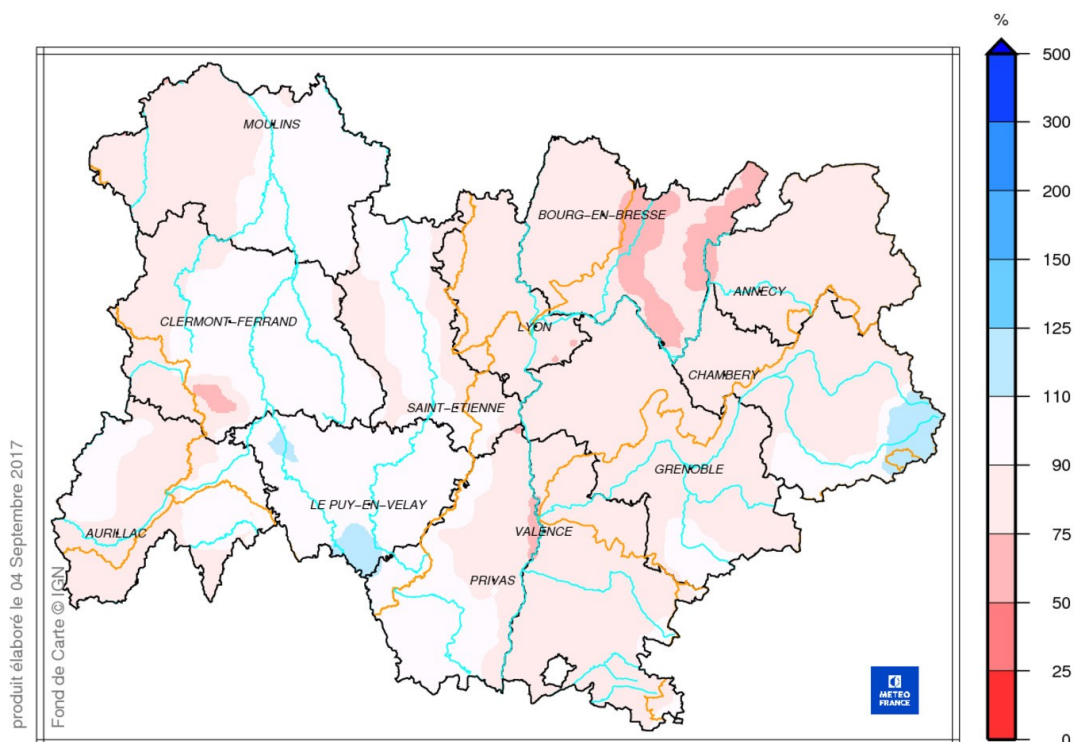 %
500
300
200
150
125
110
90
75
50
25
0
MOULINS
BOURG-EN-BRESSE
ANNECY
CLERMONT-FERRAND
LYON
CHAMBERY
SAINT-ETIENNE
GRENOBLE
LE PUY-EN-VELAY
AURILLAC
VALENCE
PRIVAS
produit élaboré le 04 Septembre 2017
Fond de Carte © IGN
METEO
FRANCE